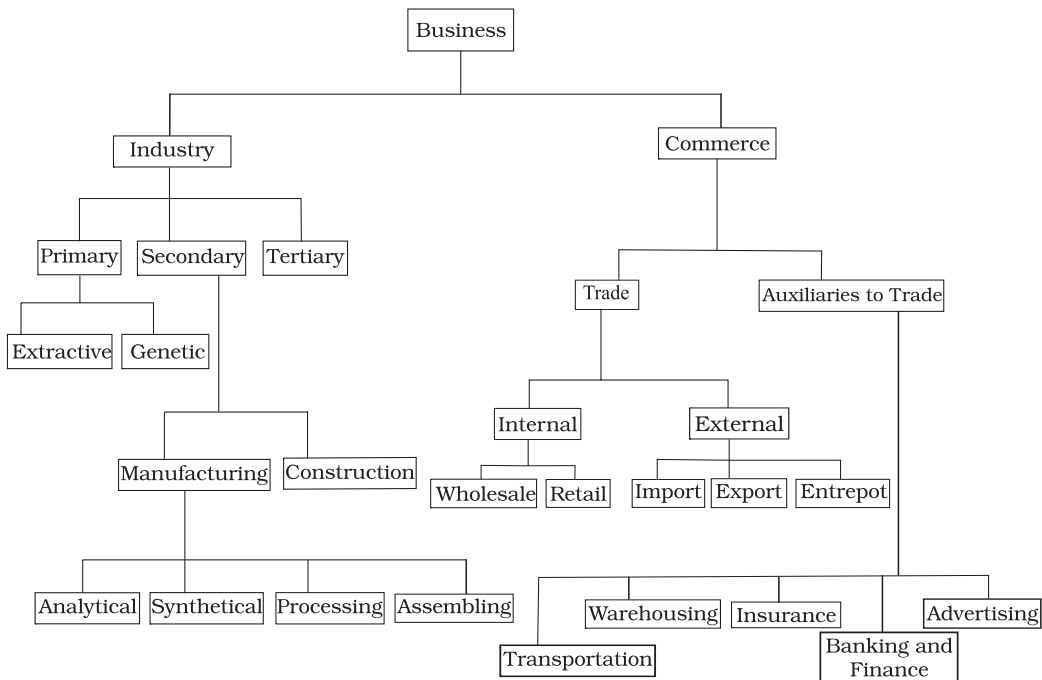 Business
Industry
Commerce
Primary
Secondary
Tertiary
Trade
Auxiliaries to Trade
Extractive
Genetic
Internal
External
Manufacturing
Construction
Wholesale
Retail
Import
Export
Entrepot
Analytical
Synthetical
Processing
Assembling
Warehousing
Insurance
Advertising
Transportation
Banking and
Finance